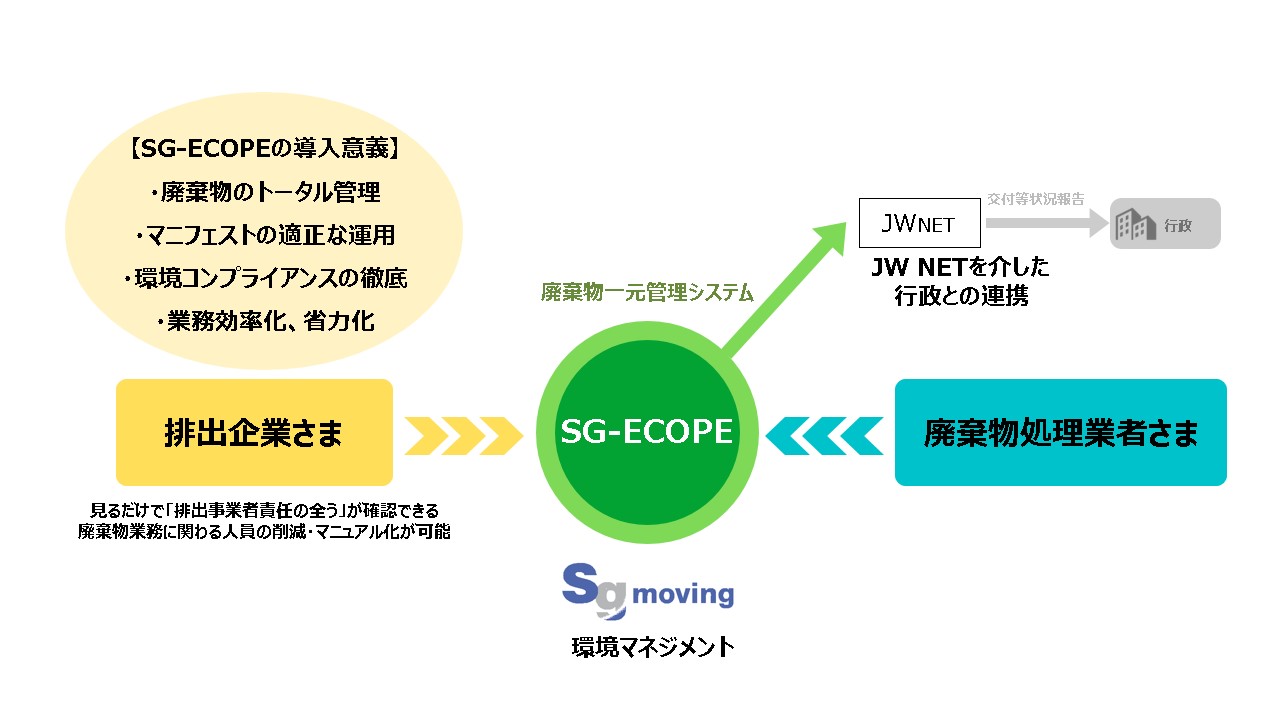 【SG-ECOPEの導入意義】
・廃棄物のトータル管理
・マニフェストの適正な運用
・環境コンプライアンスの徹底
・業務効率化、省力化
排出企業さま
見るだけで「排出事業者責任の全う」が確認できる
廃棄物業務に関わる人員の削減・マニュアル化が可能
廃棄物一元管理システム
SG-ECOPE
Sg moving
環境マネジメント
JWNET
交付等状況報告
行政
JW NETを介した
行政との連携
廃棄物処理業者さま